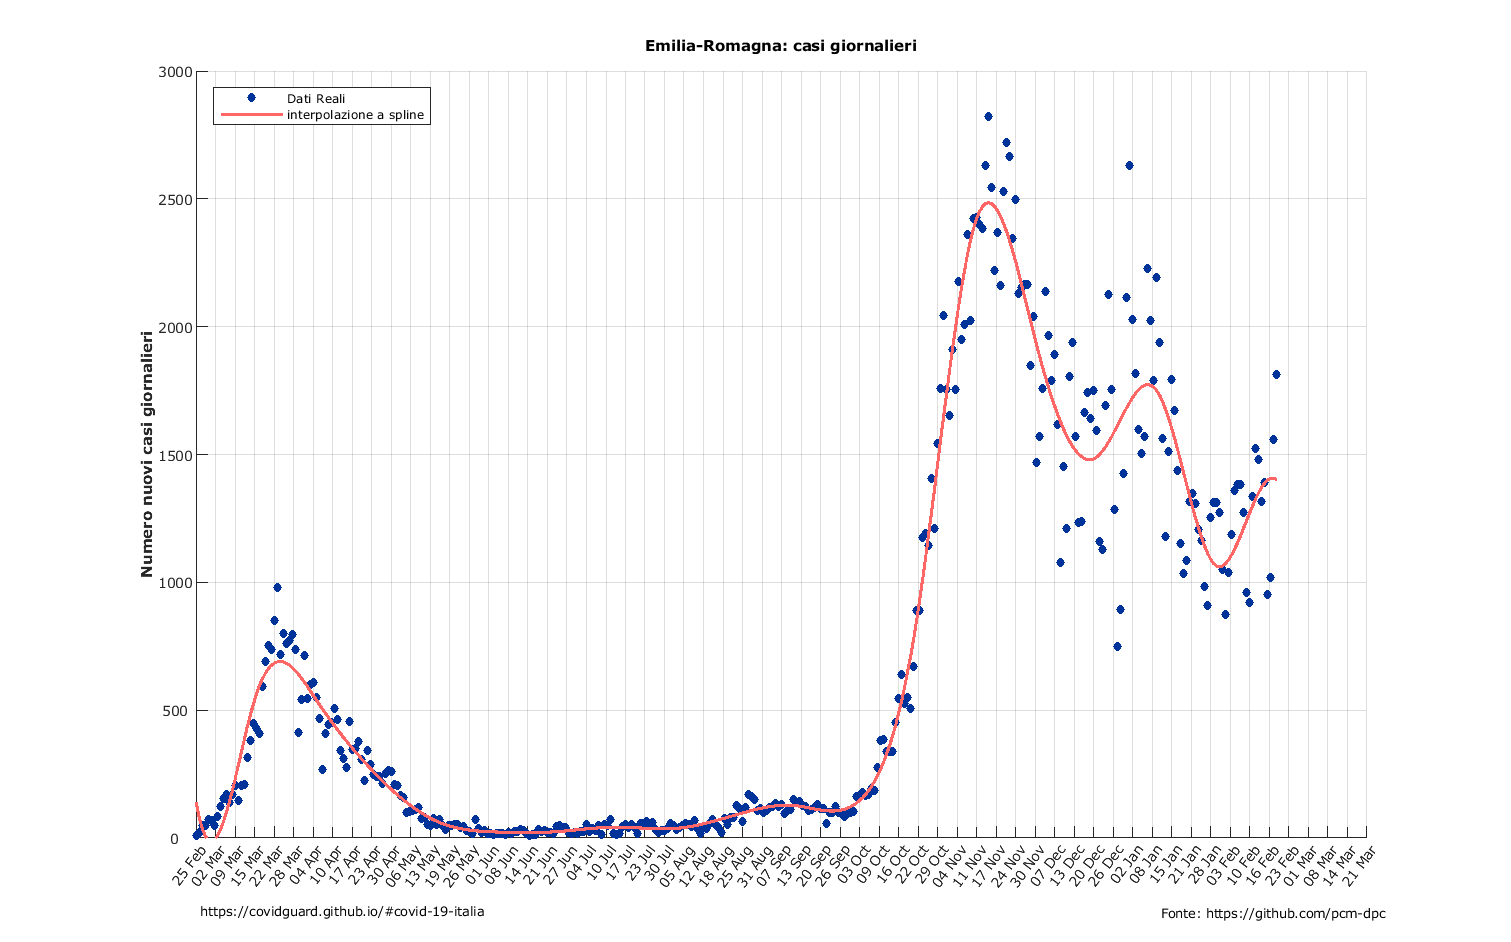 Emilia-Romagna: casi giornalieri
Dati Reali
interpolazione a spline
Numero nuovi casi giornalieri
3000
2500
2000
1500
1000
500
0
25 Feb
02 Mar
09 Mar
15 Mar
22 Mar
28 Mar
04 Apr
10 Apr
17 Apr
23 Apr
30 Apr
06 May
13 May
19 May
26 May
01 Jun
08 Jun
14 Jun
21 Jun
27 Jun
04 Jul
10 Jul
17 Jul
23 Jul
30 Jul
05 Aug
12 Aug
18 Aug
25 Aug
31 Aug
07 Sep
13 Sep
20 Sep
26 Sep
03 Oct
09 Oct
16 Oct
22 Oct
29 Oct
04 Nov
11 Nov
17 Nov
24 Nov
30 Dec
07 Dec
13 Dec
20 Dec
26 Jan
02 Jan
08 Jan
15 Jan
21 Jan
28 Feb
03 Feb
10 Feb
16 Feb
23 Feb
01 Mar
08 Mar
14 Mar
21 Mar
https://covidguard.github.io/#covid-19-italia
Fonte: https://github.com/pcm-dpc